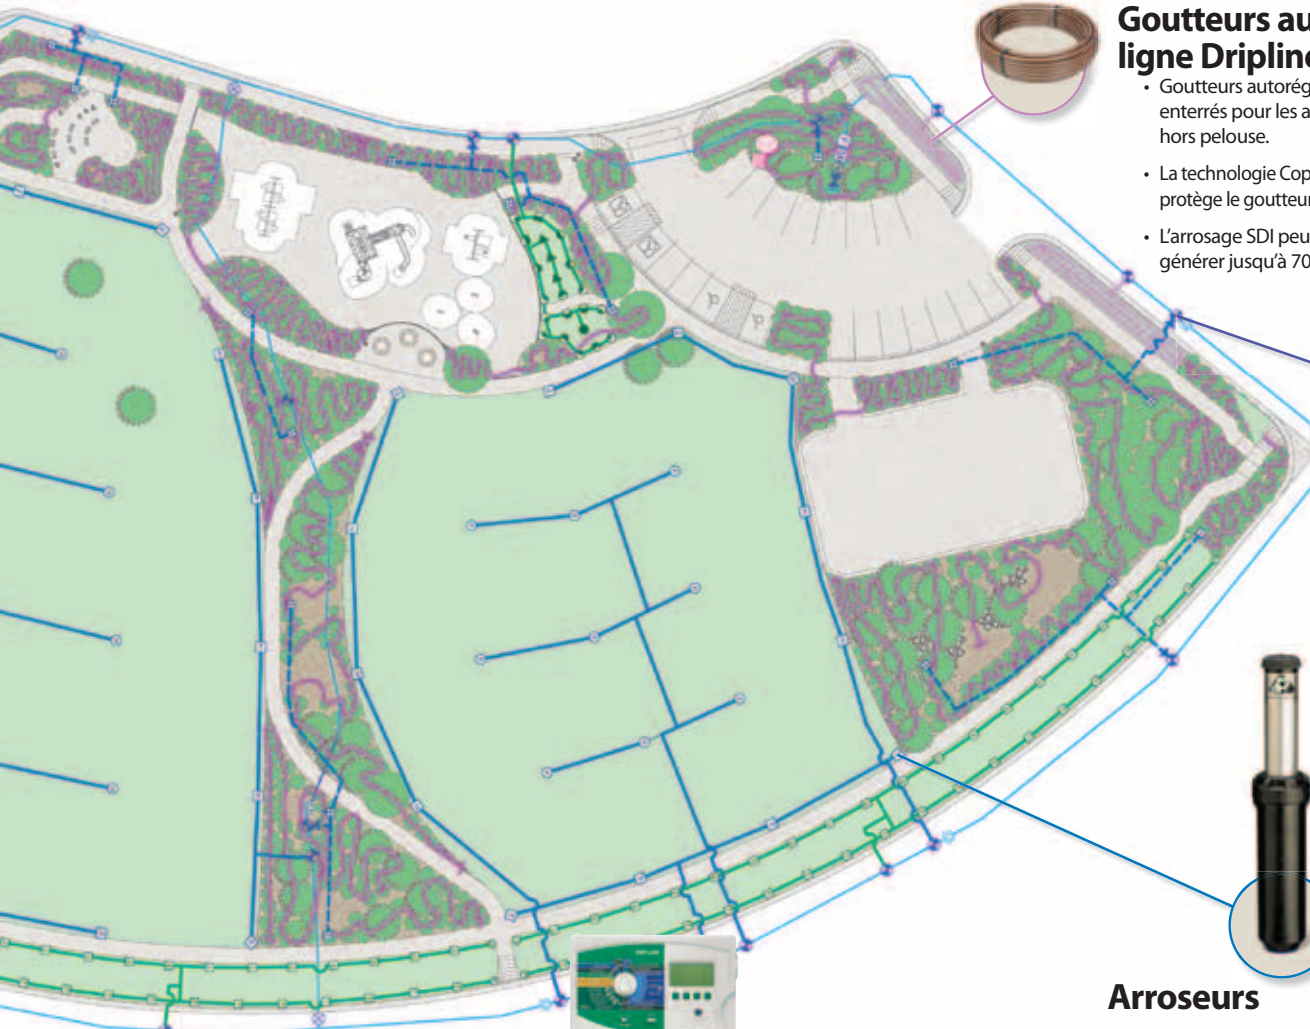 Goutteurs au
ligne Dripline
• Goutteurs autorég
enterrés pour les a
hors pelouse.
• La technologie Cop
protège le goutteur
• L'arrosage SDI peu
générer jusqu'à 70
Arroseurs